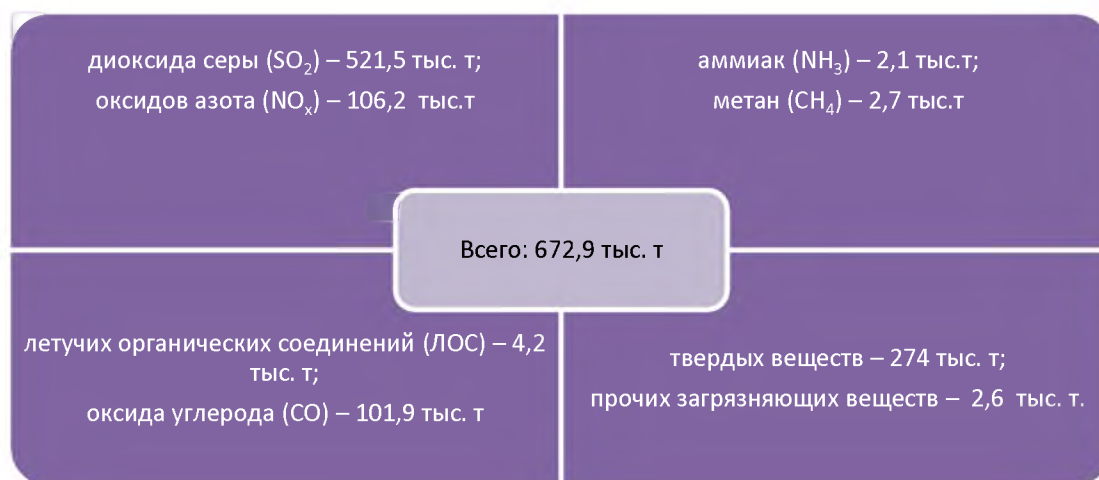 диоксида серы (SO₂) – 521,5 тыс. т;
оксидов азота (NOₓ) – 106,2 тыс.т
аммиак (NH₃) – 2,1 тыс.т;
метан (CH₄) – 2,7 тыс.т
Всего: 672,9 тыс. т
летучих органических соединений (ЛОС) – 4,2
тыс. т;
оксида углерода (СО) – 101,9 тыс. т
твердых веществ – 274 тыс. т;
прочих загрязняющих веществ – 2,6 тыс. т.